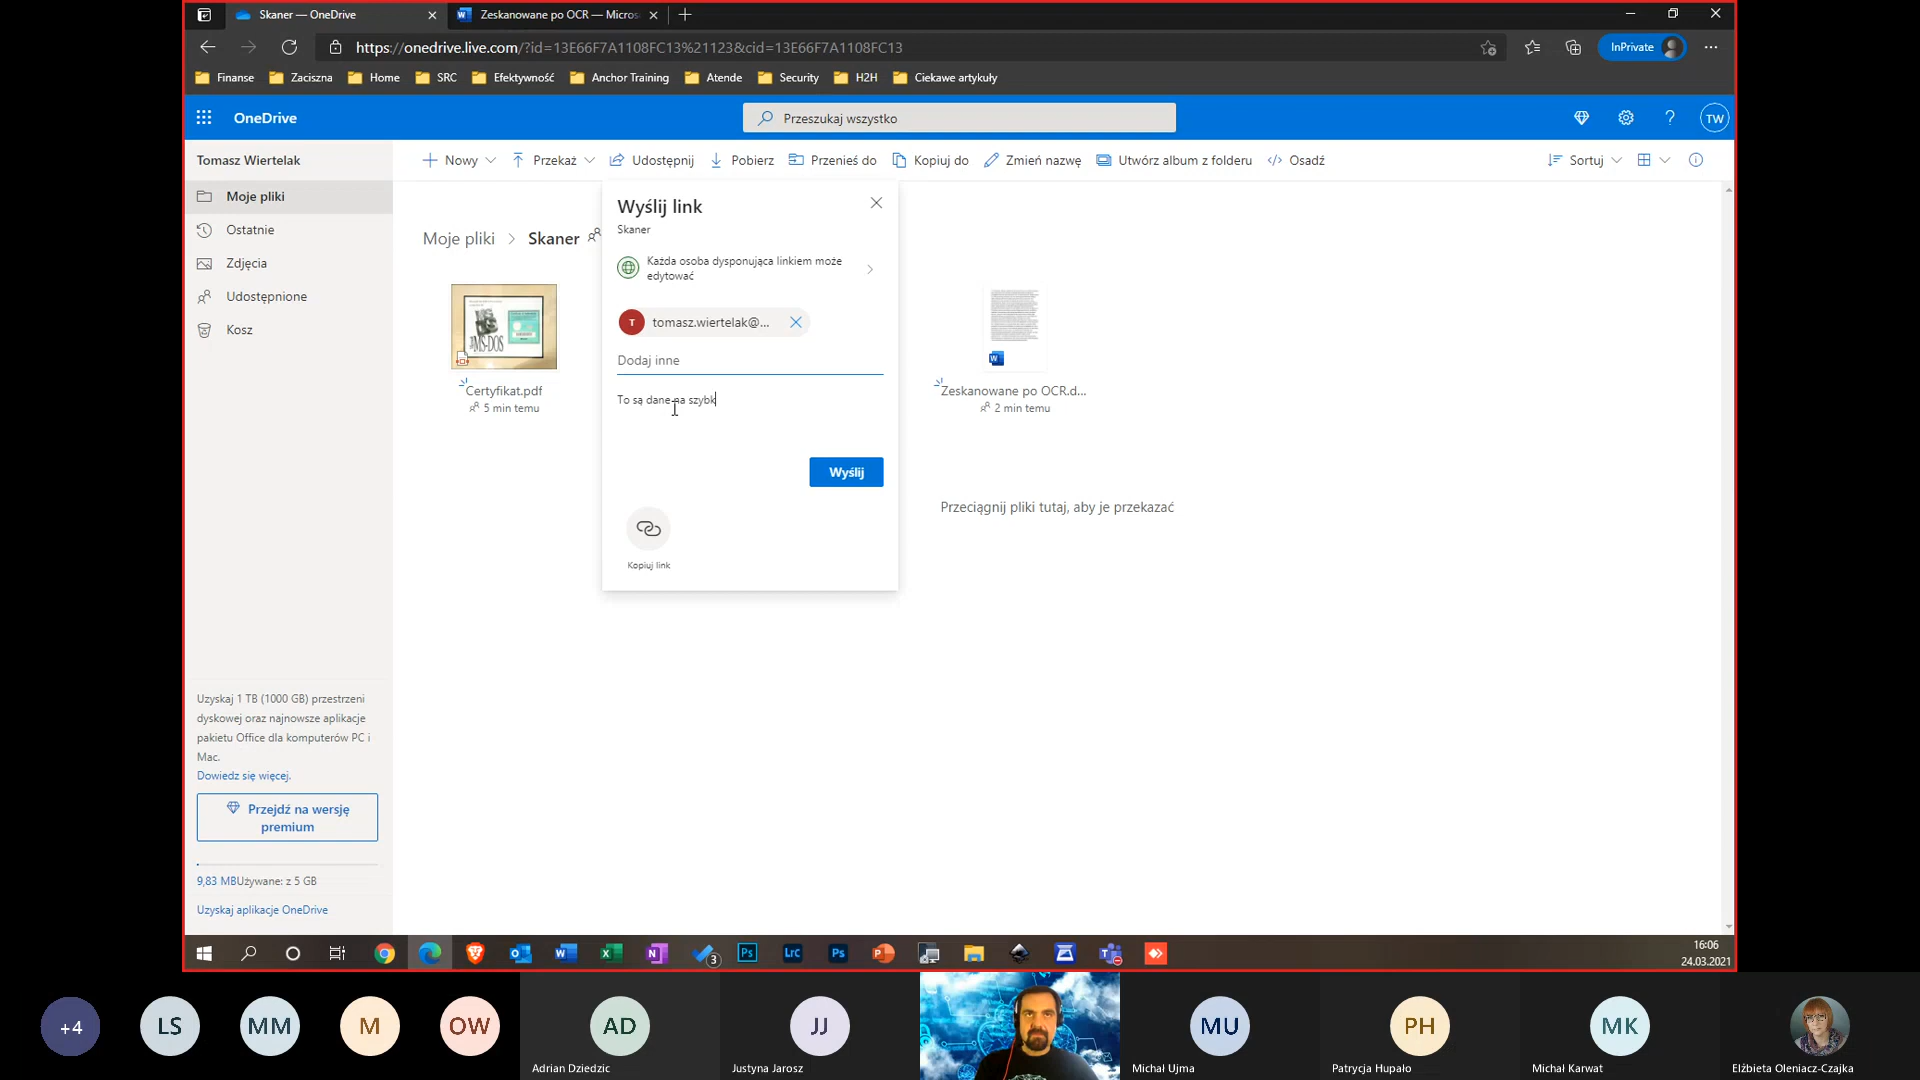 Skaner — OneDrive
Zeskanowane po OCR — Micros
https://onedrive.live.com/?id=13E66F7A1108FC13%21123&cid=13E66F7A1108FC13
InPrivate
Finanse
Zaciszna
Home
SRC
Efektywność
Anchor Training
Atende
Security
H2H
Ciekawe artykuły
OneDrive
Przeszukaj wszystko
TW
Tomasz Wiertelak
Nowy
Przekaż
Udostępnij
Pobierz
Przenieś do
Kopiuj do
Zmień nazwę
Utwórz album z folderu
Osadź
Sortuj
Moje pliki
Ostatnie
Zdjęcia
Udostępnione
Kosz
Moje pliki > Skaner
MS-DOS
Certyfikat.pdf
5 min temu
Wyślij link
Skaner
Każda osoba dysponująca linkiem może
edytować
T
tomasz.wiertelak@...
Dodaj inne
To są dane na szybk
Wyślij
Kopiuj link
Zeskanowane po OCR.d...
2 min temu
Przeciągnij pliki tutaj, aby je przekazać
Uzyskaj 1 TB (1000 GB) przestrzeni
dyskowej oraz najnowsze aplikacje
pakietu Office dla komputerów PC i
Mac.
Dowiedz się więcej.
Przejdź na wersję
premium
9,83 MBUżywane: z 5 GB
Uzyskaj aplikacje OneDrive
3
Ps
LrC
Ps
16:06
24.03.2021
+4
LS
MM
M
OW
AD
Adrian Dziedzic
JJ
Justyna Jarosz
MU
Michał Ujma
PH
Patrycja Hupało
MK
Michał Karwat
Elżbieta Oleniacz-Czajka